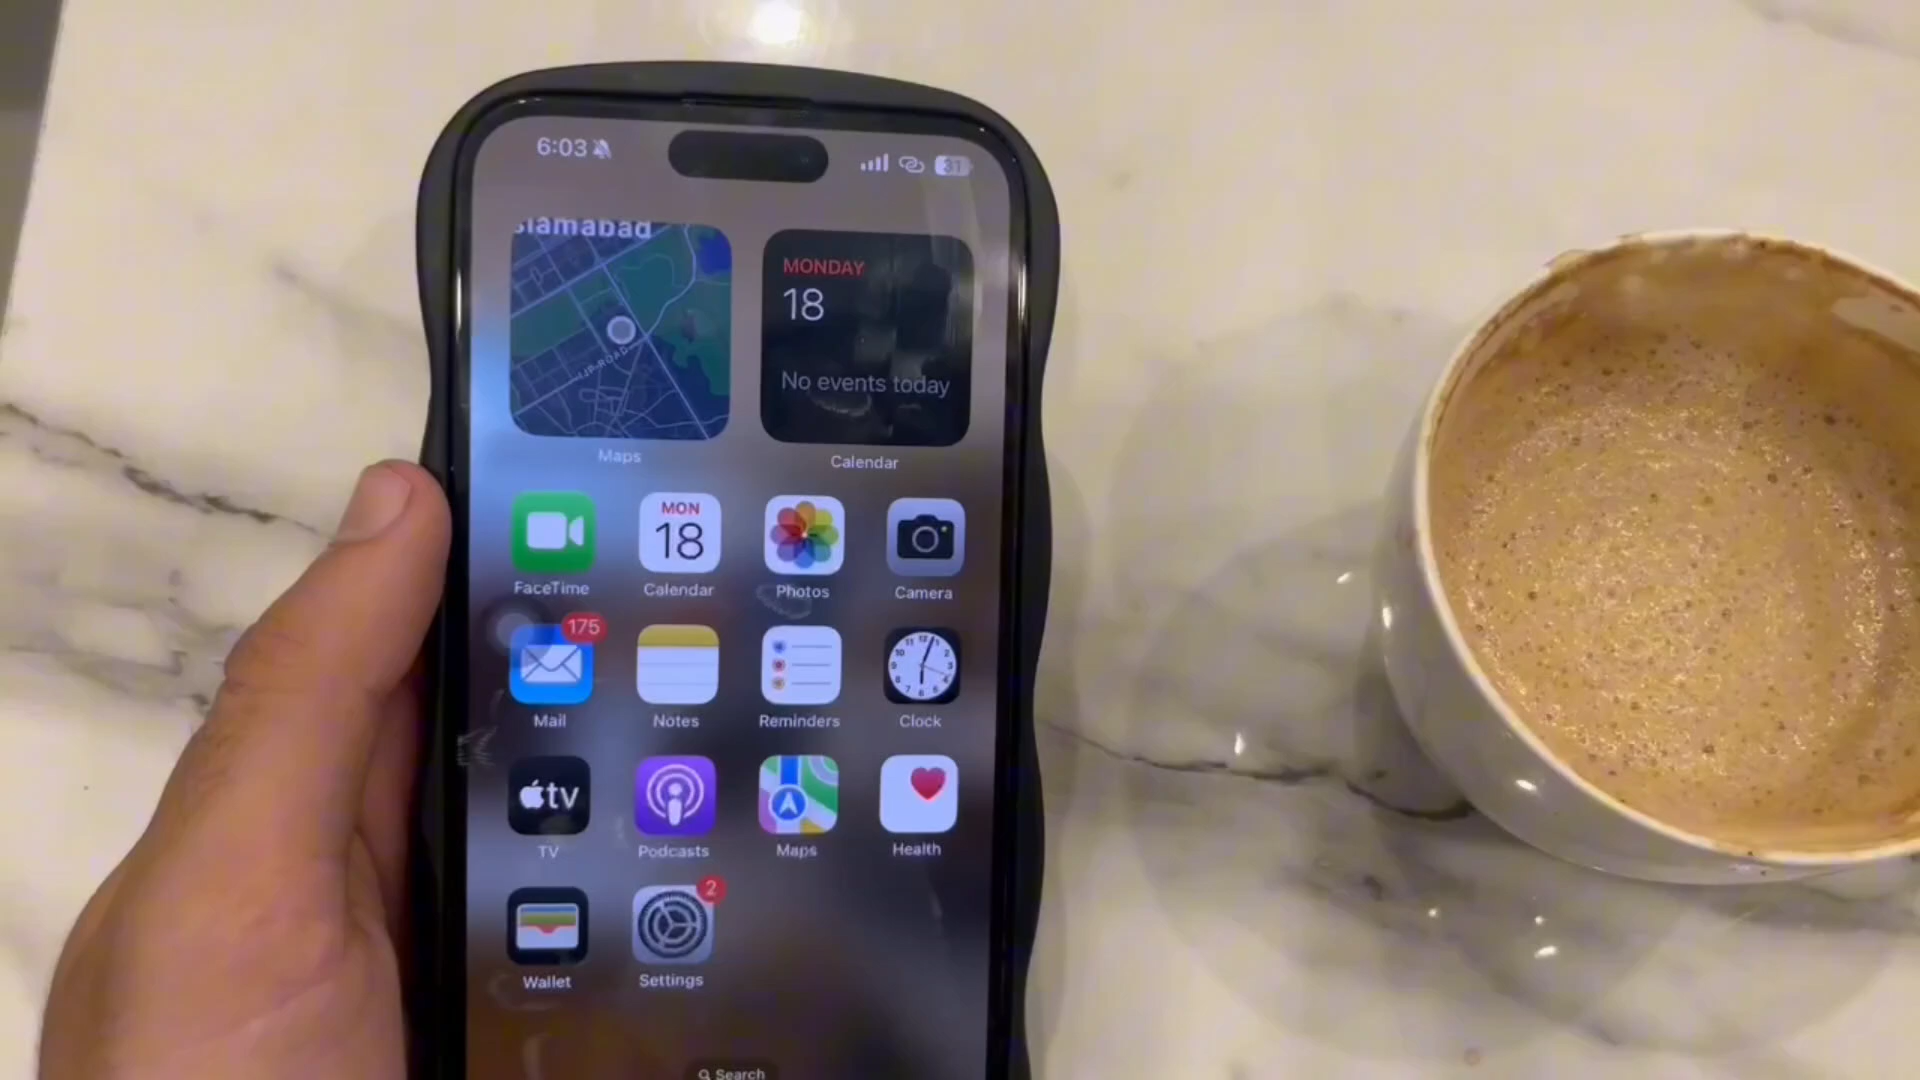 6:03
31
slamabad
MONDAY
18
No events today
Maps
Calendar
MON
18
FaceTime
Calendar
Photos
Camera
175
Mail
Notes
Reminders
Clock
tv
TV
Podcasts
Maps
Health
2
Wallet
Settings
Search